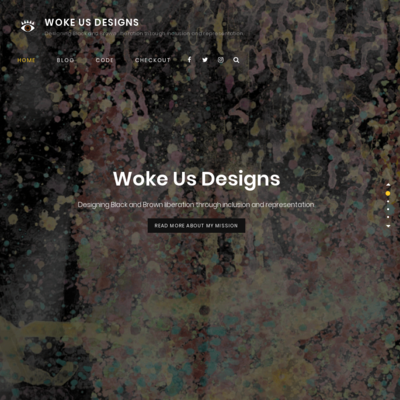 WOKE US DESIGNS
Designing Black and Brown liberation through inclusion and representation.
HOME BLOG CODE CHECKOUT
Woke Us Designs
Designing Black and Brown liberation through inclusion and representation.
READ MORE ABOUT MY MISSION